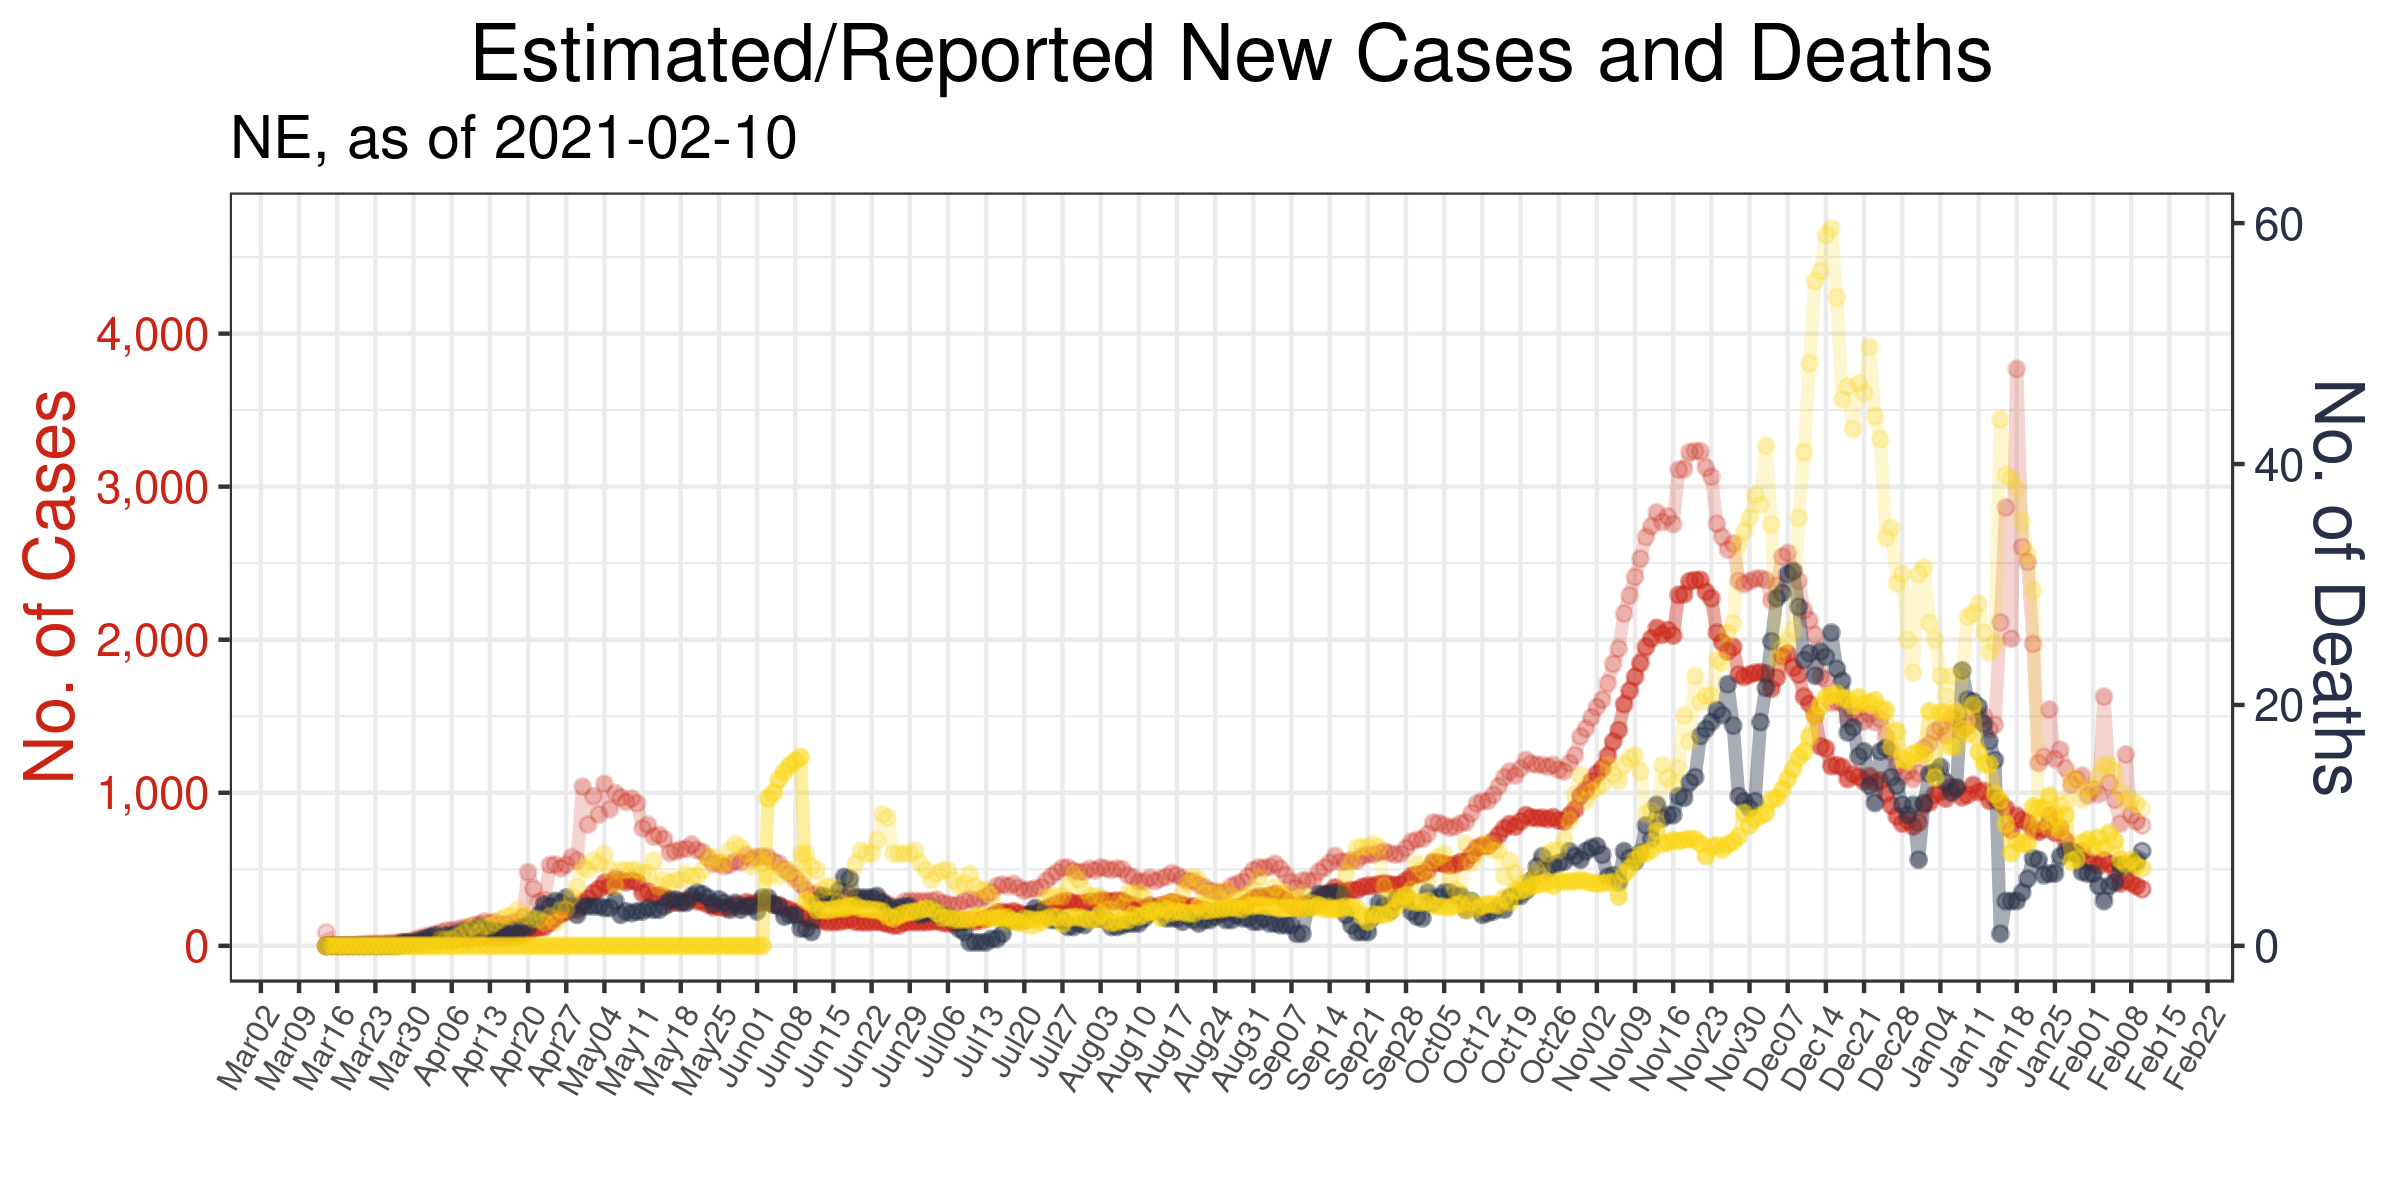 Estimated/Reported New Cases and Deaths
NE, as of 2021-02-10
No. of Cases
4,000
3,000
2,000
1,000
0
60
40
20
0
No. of Deaths
Mar02 Mar09 Mar16 Mar23 Mar30 Apr06 Apr13 Apr20 Apr27 May04 May11 May18 May25 Jun01 Jun08 Jun15 Jun22 Jun29 Jul06 Jul13 Jul20 Jul27 Aug03 Aug10 Aug17 Aug24 Aug31 Sep07 Sep14 Sep21 Sep28 Oct05 Oct12 Oct19 Oct26 Nov02 Nov09 Nov16 Nov23 Nov30 Dec07 Dec14 Dec21 Dec28 Jan04 Jan11 Jan18 Jan25 Feb01 Feb08 Feb15 Feb22